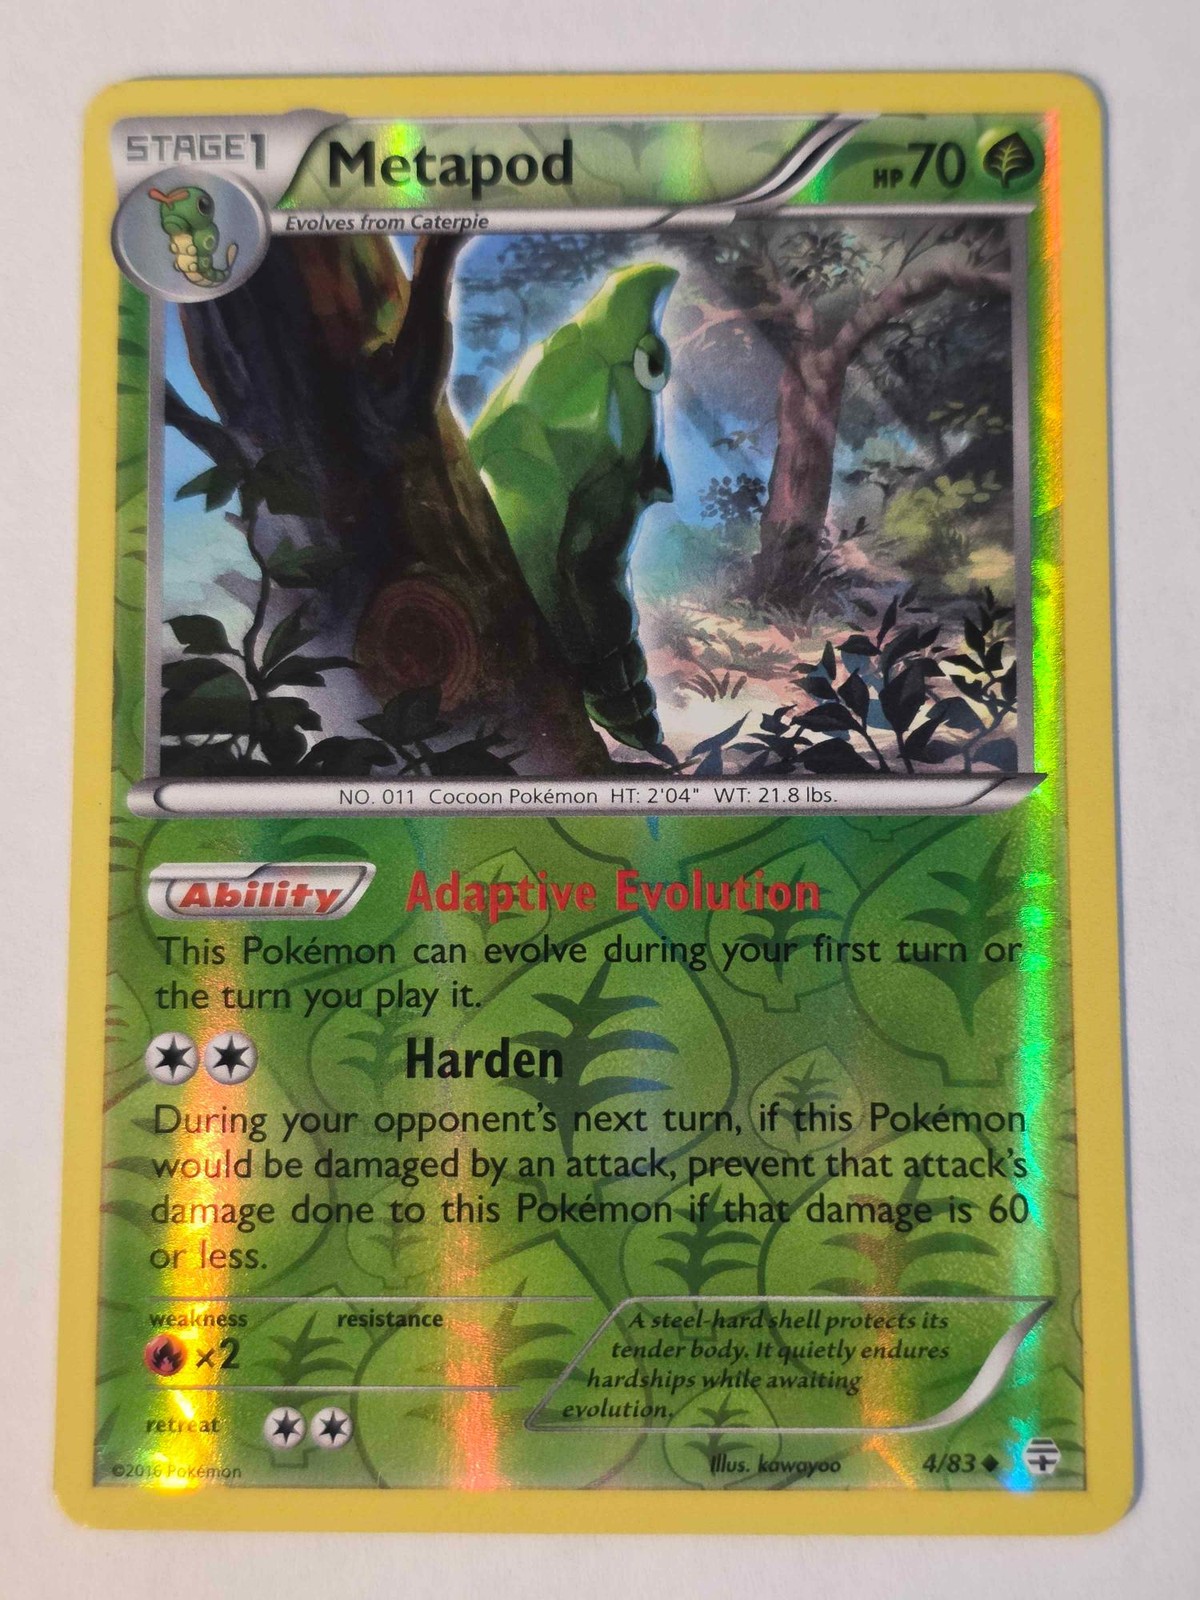 STAGE1
Metapod
HP70
Evolves from Caterpie
NO. 011 Cocoon Pokémon HT: 2'04" WT: 21.8 lbs.
Ability
Adaptive Evolution
This Pokémon can evolve during your first turn or
the turn you play it.
Harden
During your opponent's next turn, if this Pokémon
would be damaged by an attack, prevent that attack's
damage done to this Pokémon if that damage is 60
or less.
weakness
×2
resistance
A steel-hard shell protects its
tender body. It quietly endures
hardships while awaiting
evolution.
retreat
©2016 Pokémon
Illus. kawayoo
4/83